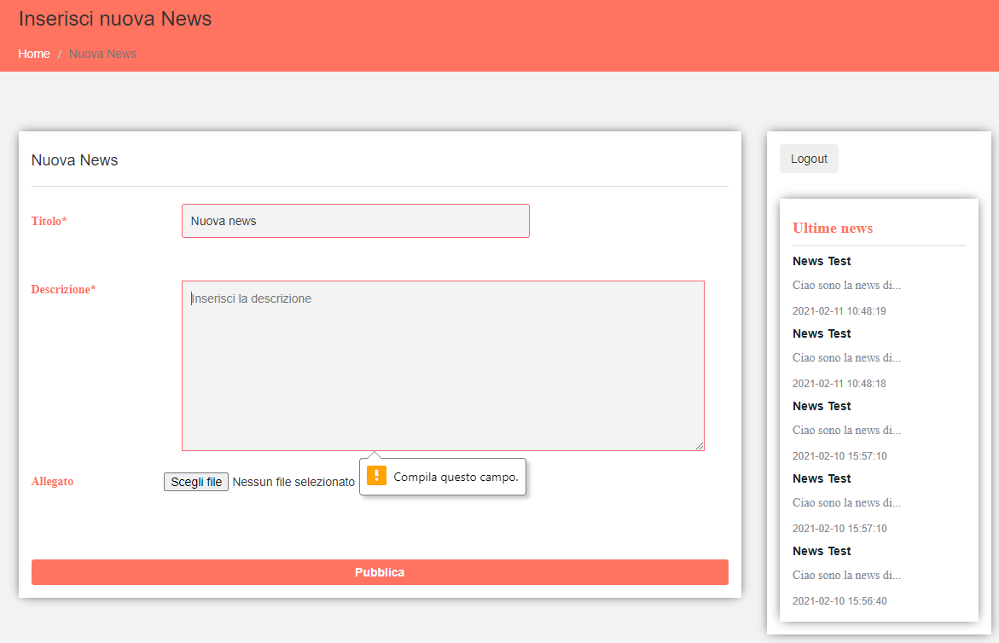 Inserisci nuova News
Home / Nuova News
Nuova News
Titolo*
Nuova news
Descrizione*
Inserisci la descrizione
Allegato
Scegli file Nessun file selezionato
Compila questo campo.
Pubblica
Logout
Ultime news
News Test
Ciao sono la news di...
2021-02-11 10:48:19
News Test
Ciao sono la news di...
2021-02-11 10:48:18
News Test
Ciao sono la news di...
2021-02-10 15:57:10
News Test
Ciao sono la news di...
2021-02-10 15:57:10
News Test
Ciao sono la news di...
2021-02-10 15:56:40